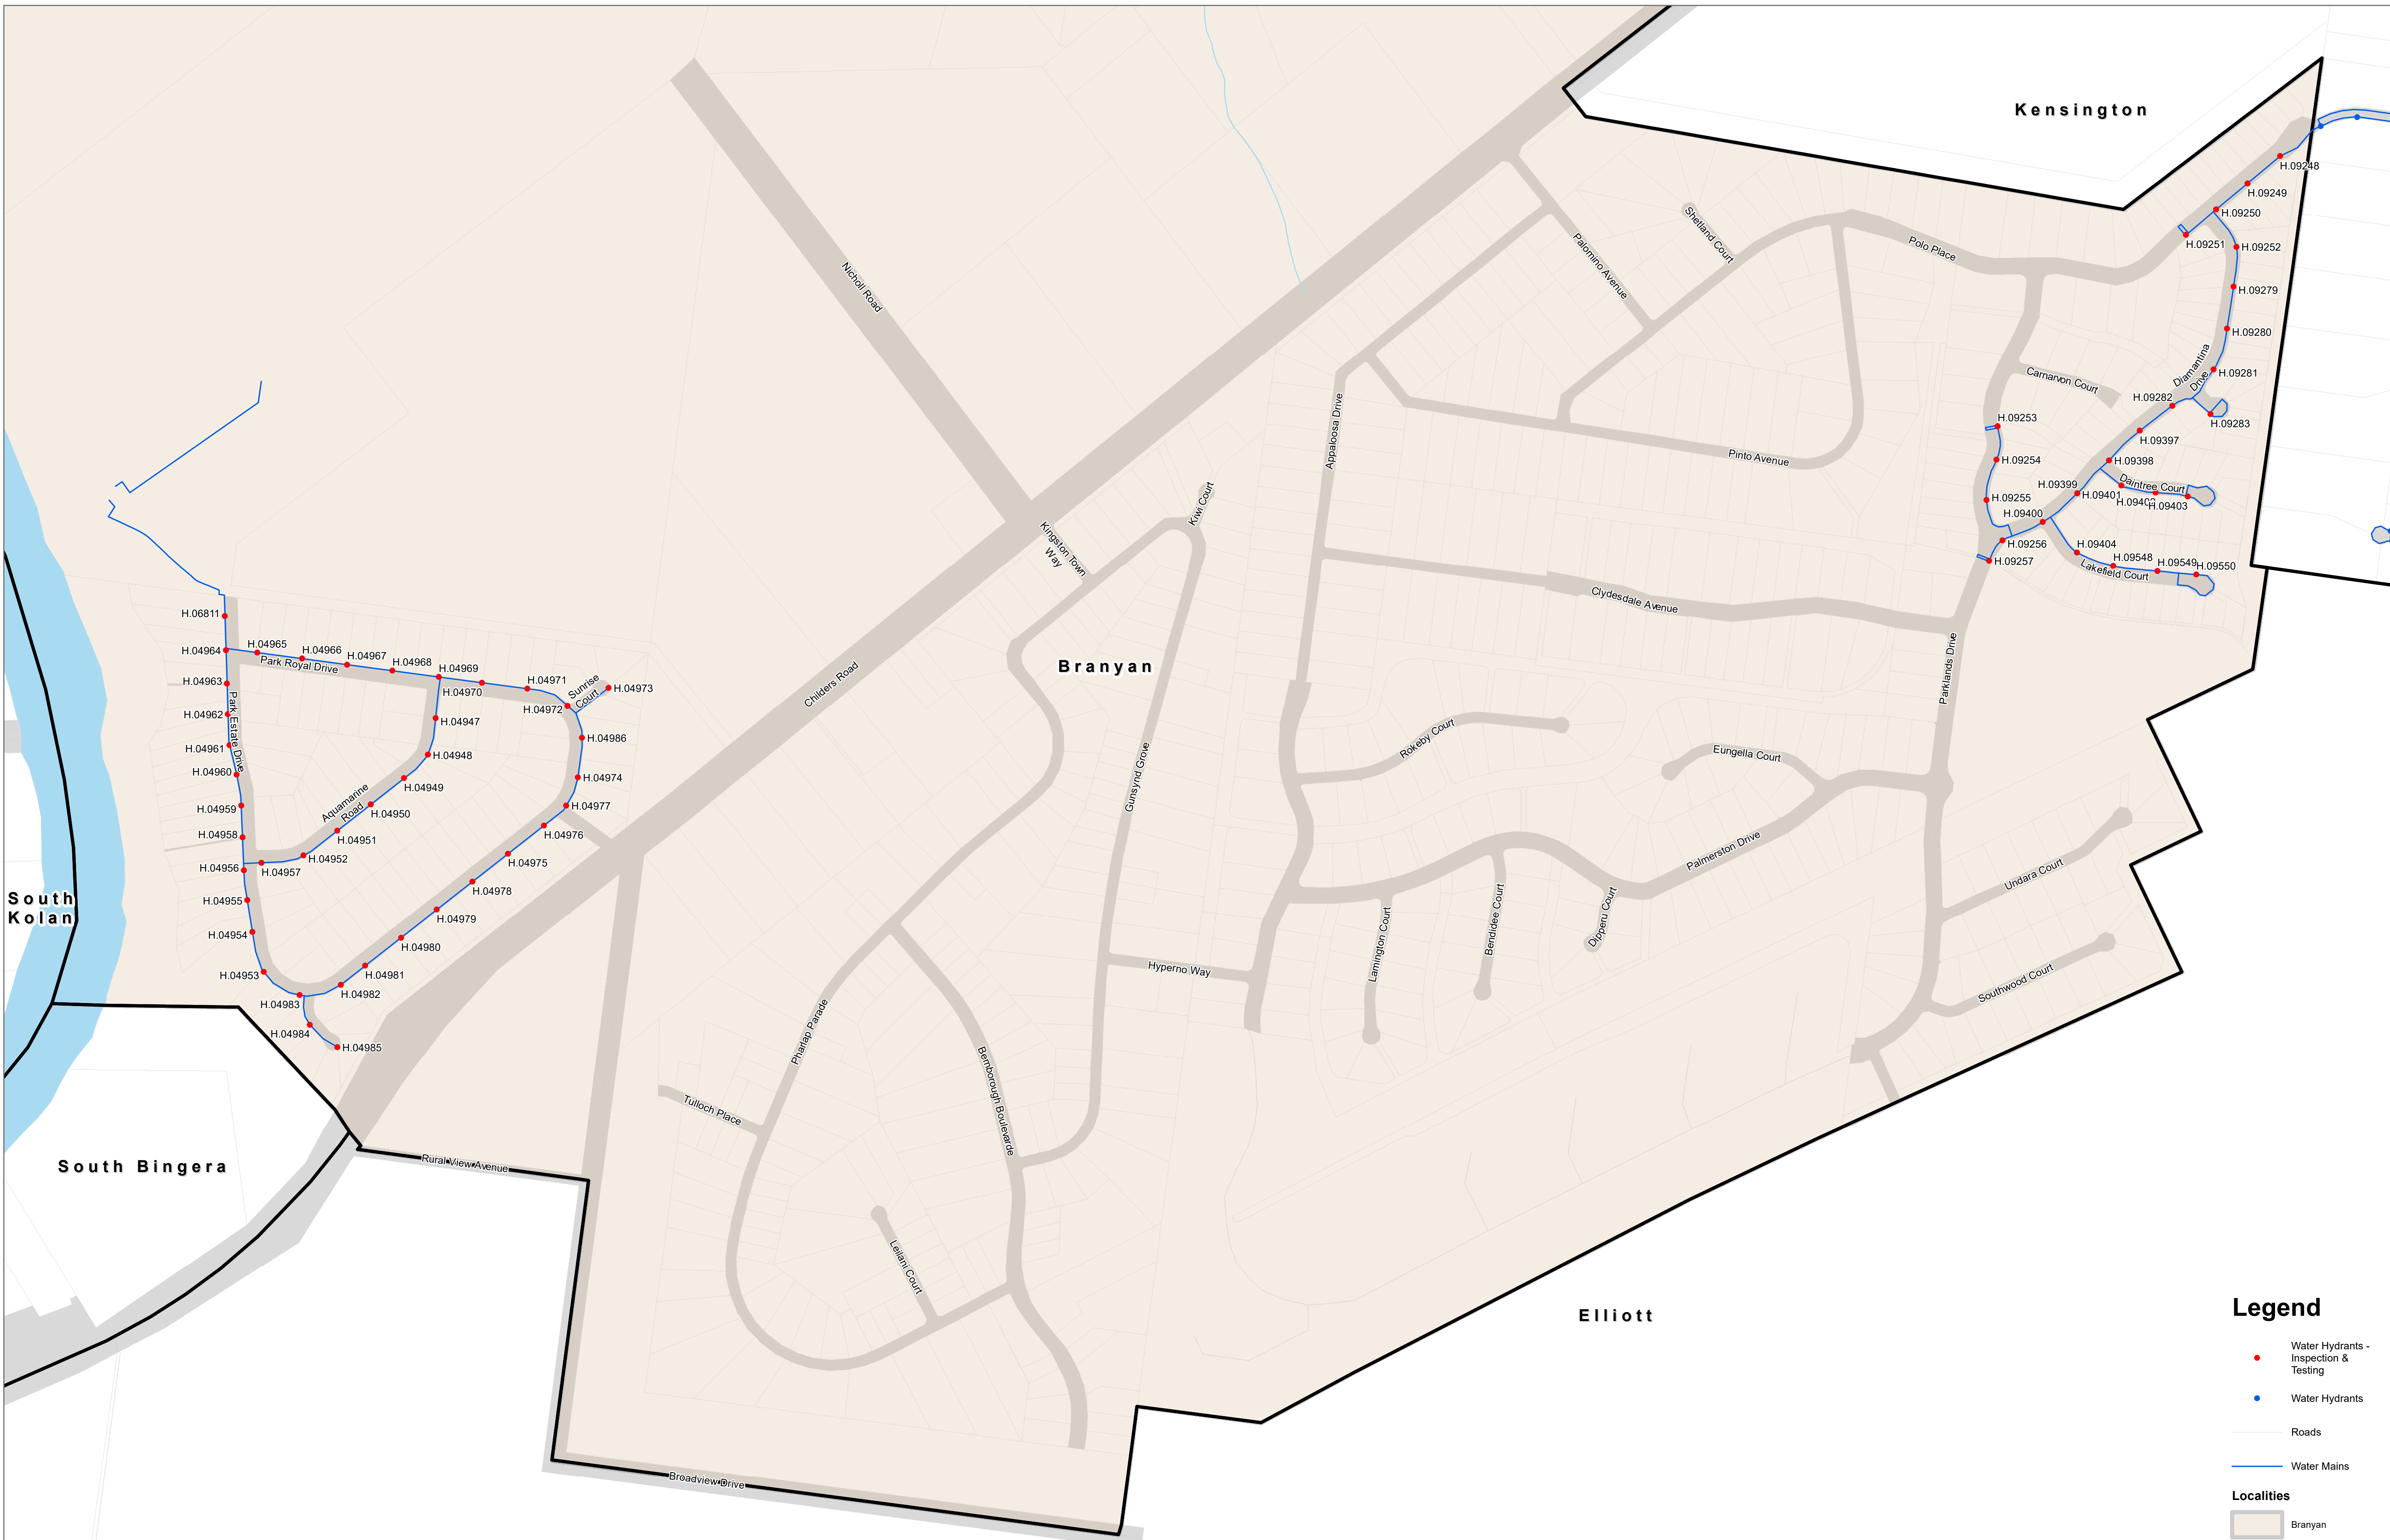 Kensington
H.09248
H.09249
H.09250
H.09251
H.09252
H.09279
H.09280
H.09281
H.09282
H.09283
H.09397
H.09398
H.09399
H.09401
H.09403
H.09400
H.09404
H.09548
H.09549
H.09550
H.09253
H.09254
H.09255
H.09256
H.09257
Diamantina
Drive
Daintree Court
Lakefield Court
Carnarvon Court
Polo Place
Shetland Court
Palomino Avenue
Pinto Avenue
Appaloosa Drive
Clydesdale Avenue
Parklands Drive
Nicholl Road
Kingston Town
Way
Kiwi Court
Childers Road
Branyan
Gunsynd Grove
Rokeby Court
Eungella Court
Palmerston Drive
Undara Court
Southwood Court
Dipperu Court
Bendidee Court
Lamington Court
Hyperno Way
Pharlap Parade
Bernborough Boulevarde
Tulloch Place
Leilani Court
Rural View Avenue
Broadview Drive
H.06811
H.04964
H.04965
H.04966
H.04967
H.04968
H.04969
H.04970
H.04971
H.04972
H.04973
Park Royal Drive
Sunrise
Court
H.04963
H.04962
H.04961
H.04960
H.04959
H.04958
H.04956
H.04957
H.04955
H.04954
H.04953
Park Estate Drive
H.04947
H.04948
H.04949
H.04950
H.04951
H.04952
Aquamarine
Road
H.04986
H.04974
H.04977
H.04976
H.04975
H.04978
H.04979
H.04980
H.04981
H.04982
H.04983
H.04984
H.04985
South
Kolan
South Bingera
Elliott
Legend
Water Hydrants -
Inspection &
Testing
Water Hydrants
Roads
Water Mains
Localities
Branyan